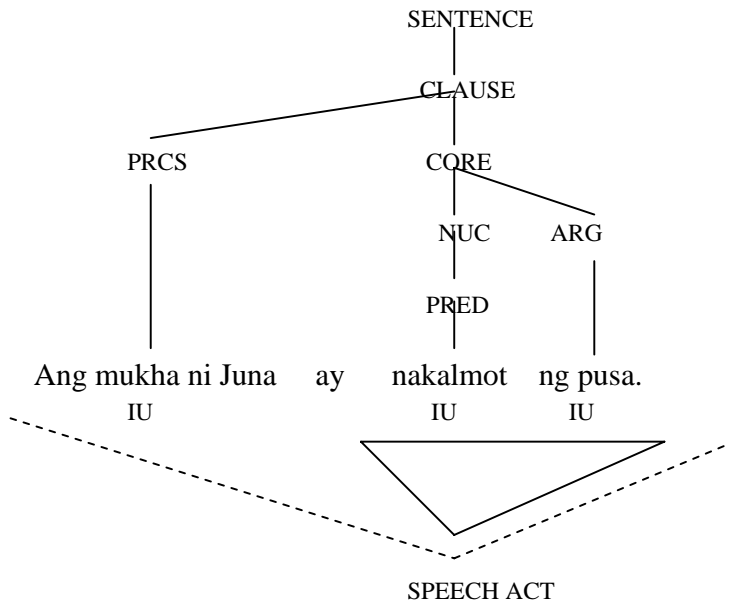 SENTENCE
CLAUSE
PRCS CORE
NUC ARG
PRED
Ang mukha ni Juna ay nakalmot ng pusa.
IU IU IU
SPEECH ACT